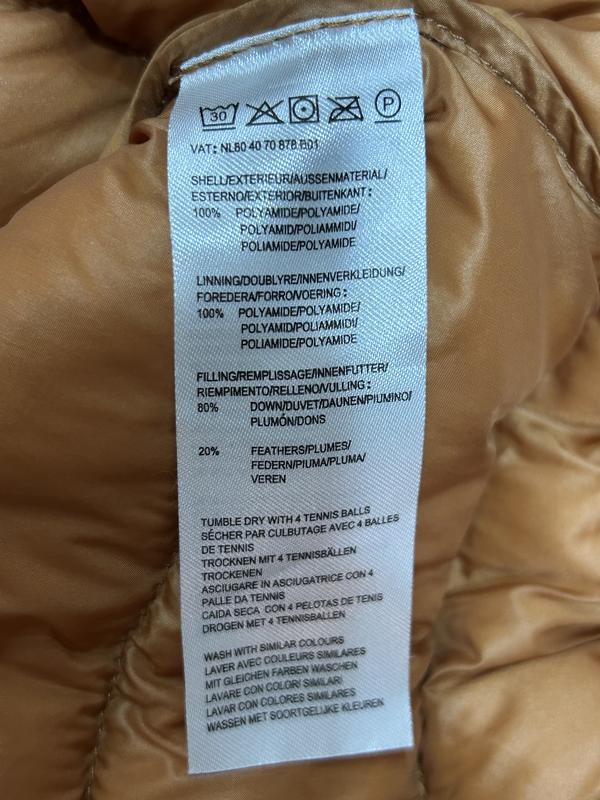 30 P
VAT: NL80 40 70 878 B01
SHELL/EXTERIEUR/AUSSENMATERIAL/
ESTERNO/EXTERIOR/BUITENKANT:
100% POLYAMIDE/POLYAMIDE/
POLYAMID/POLIAMMIDI/
POLIAMIDE/POLYAMIDE
LINNING/DOUBLYRE/INNENVERKLEIDUNG/
FOREDERA/FORRO/VOERING:
100% POLYAMIDE/POLYAMIDE/
POLYAMID/POLIAMMIDI/
POLIAMIDE/POLYAMIDE
FILLING/REMPLISSAGE/INNENFUTTER/
RIEMPIMENTO/RELLENO/VULLING:
80% DOWN/DUVET/DAUNEN/PIUMINO/
PLUMÓN/DONS
20% FEATHERS/PLUMES/
FEDERN/PIUMA/PLUMA/
VEREN
TUMBLE DRY WITH 4 TENNIS BALLS
SÉCHER PAR CULBUTAGE AVEC 4 BALLES
DE TENNIS
TROCKNEN MIT 4 TENNISBÄLLEN
TROCKENEN
ASCIUGARE IN ASCIUGATRICE CON 4
PALLE DA TENNIS
CAIDA SECA CON 4 PELOTAS DE TENIS
DROGEN MET 4 TENNISBALLEN
WASH WITH SIMILAR COLOURS
LAVER AVEC COULEURS SIMILAIRES
MIT GLEICHEN FARBEN WASCHEN
LAVARE CON COLORI SIMILARI
LAVAR CON COLORES SIMILARES
WASSEN MET SOORTGELIJKE KLEUREN